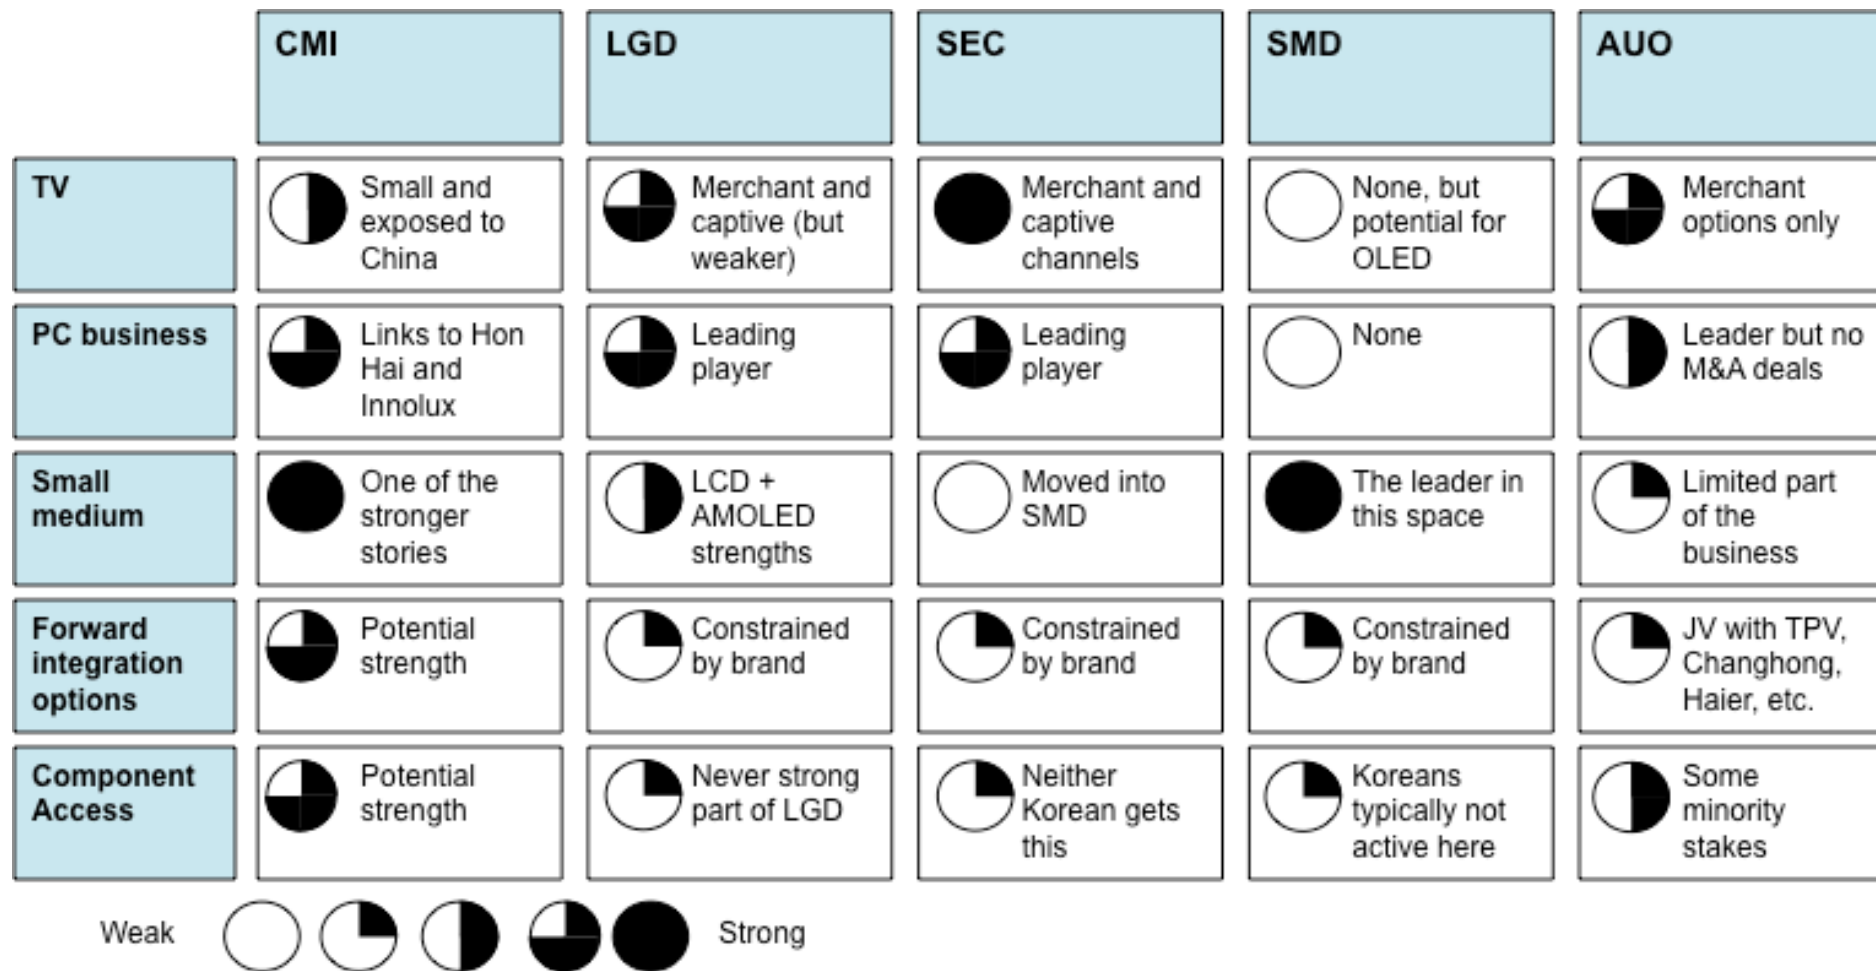 CMI
LGD
SEC
SMD
AUO
TV
Small and
exposed to
China
Merchant and
captive (but
weaker)
Merchant and
captive
channels
None, but
potential for
OLED
Merchant
options only
PC business
Links to Hon
Hai and
Innolux
Leading
player
Leading
player
None
Leader but no
M&A deals
Small
medium
One of the
stronger
stories
LCD +
AMOLED
strengths
Moved into
SMD
The leader in
this space
Limited part
of the
business
Forward
integration
options
Potential
strength
Constrained
by brand
Constrained
by brand
Constrained
by brand
JV with TPV,
Changhong,
Haier, etc.
Component
Access
Potential
strength
Never strong
part of LGD
Neither
Korean gets
this
Koreans
typically not
active here
Some
minority
stakes
Weak
Strong